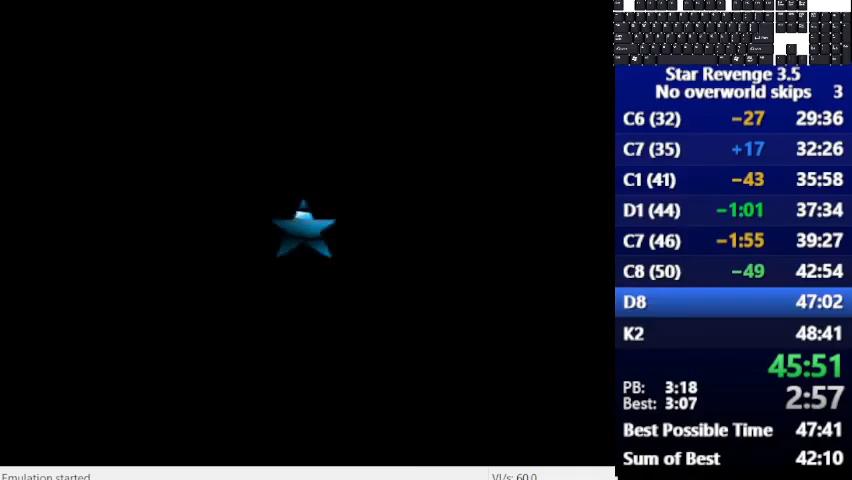 Star Revenge 3.5
No overworld skips 3
C6 (32) −27 29:36
C7 (35) +17 32:26
C1 (41) −43 35:58
D1 (44) −1:01 37:34
C7 (46) −1:55 39:27
C8 (50) −49 42:54
D8 47:02
K2 48:41
45:51
PB: 3:18
Best: 3:07
2:57
Best Possible Time 47:41
Sum of Best 42:10
Emulation started
VI/s: 60.0